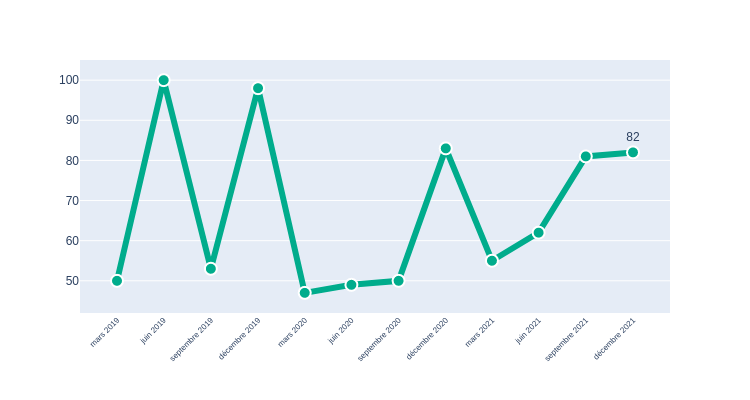 100
90
80
70
60
50
82
mars 2019
juin 2019
septembre 2019
décembre 2019
mars 2020
juin 2020
septembre 2020
décembre 2020
mars 2021
juin 2021
septembre 2021
décembre 2021